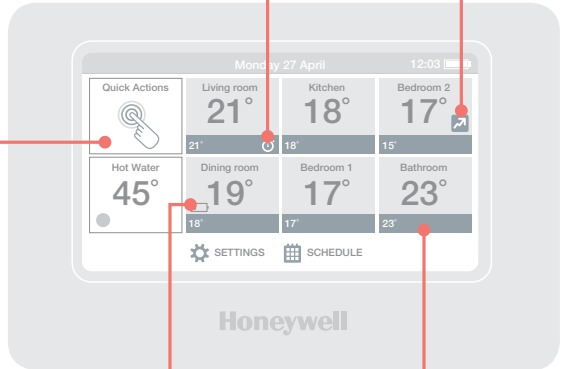 Monday 27 April 12:03
Quick Actions
Living room
21°
21°
Kitchen
18°
18°
Bedroom 2
17°
15°
Hot Water
45°
Dining room
19°
18°
Bedroom 1
17°
17°
Bathroom
23°
23°
SETTINGS SCHEDULE
Honeywell